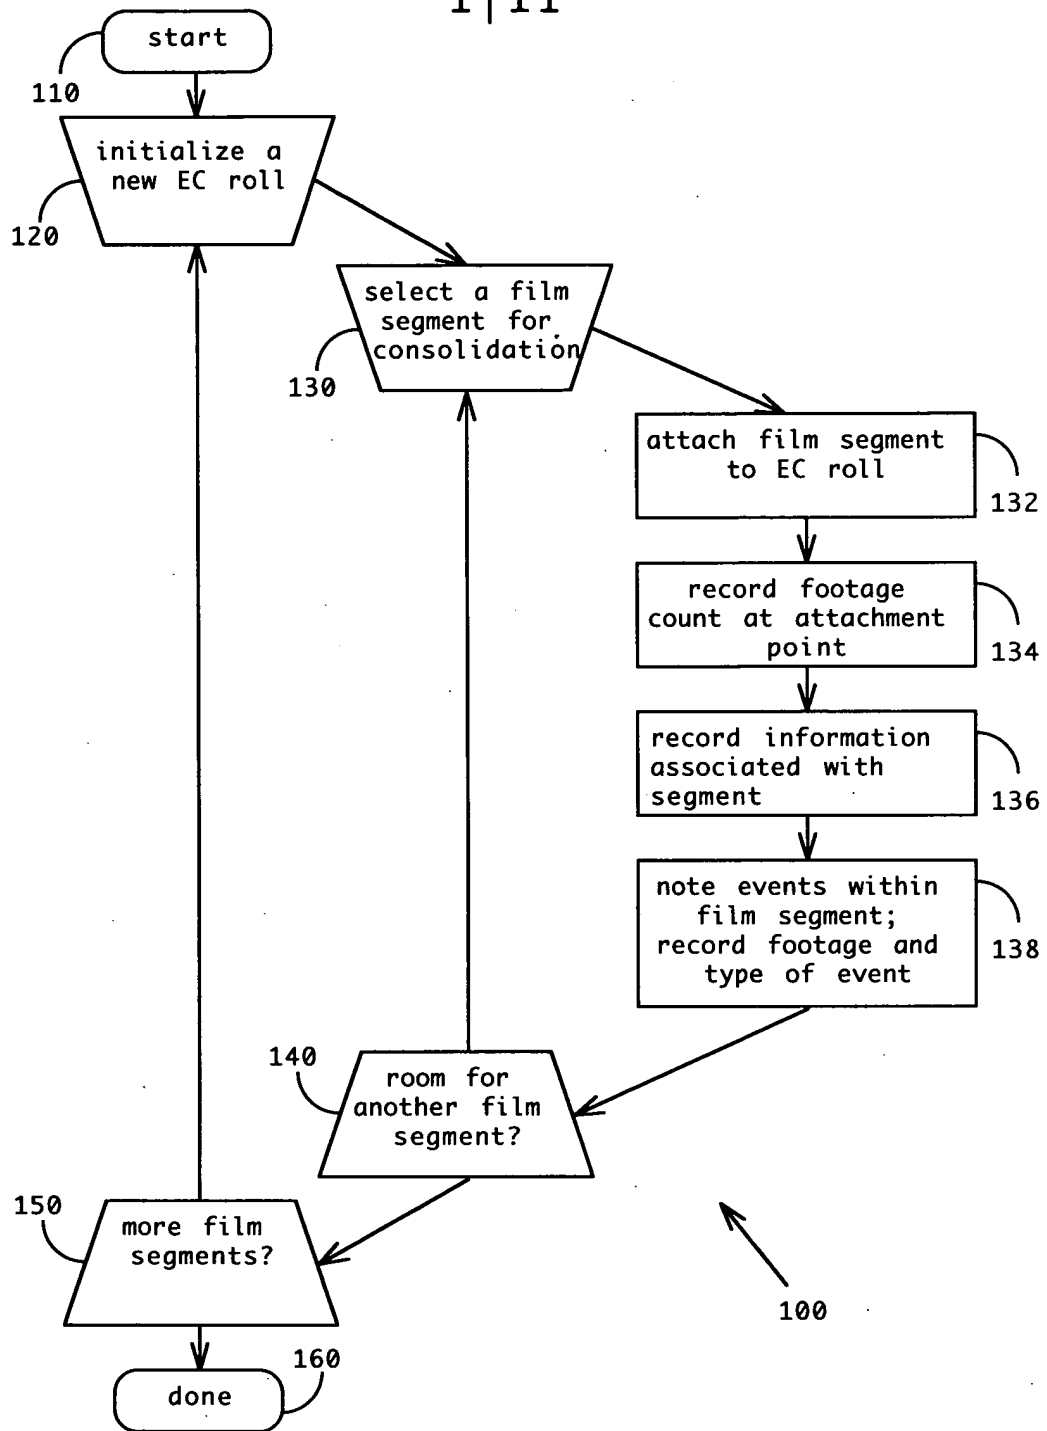 1|11
start
110
initialize a
new EC roll
120
select a film
segment for
consolidation
130
attach film segment
to EC roll
132
record footage
count at attachment
point
134
record information
associated with
segment
136
note events within
film segment;
record footage and
type of event
138
140
room for
another film
segment?
150
more film
segments?
100
160
done